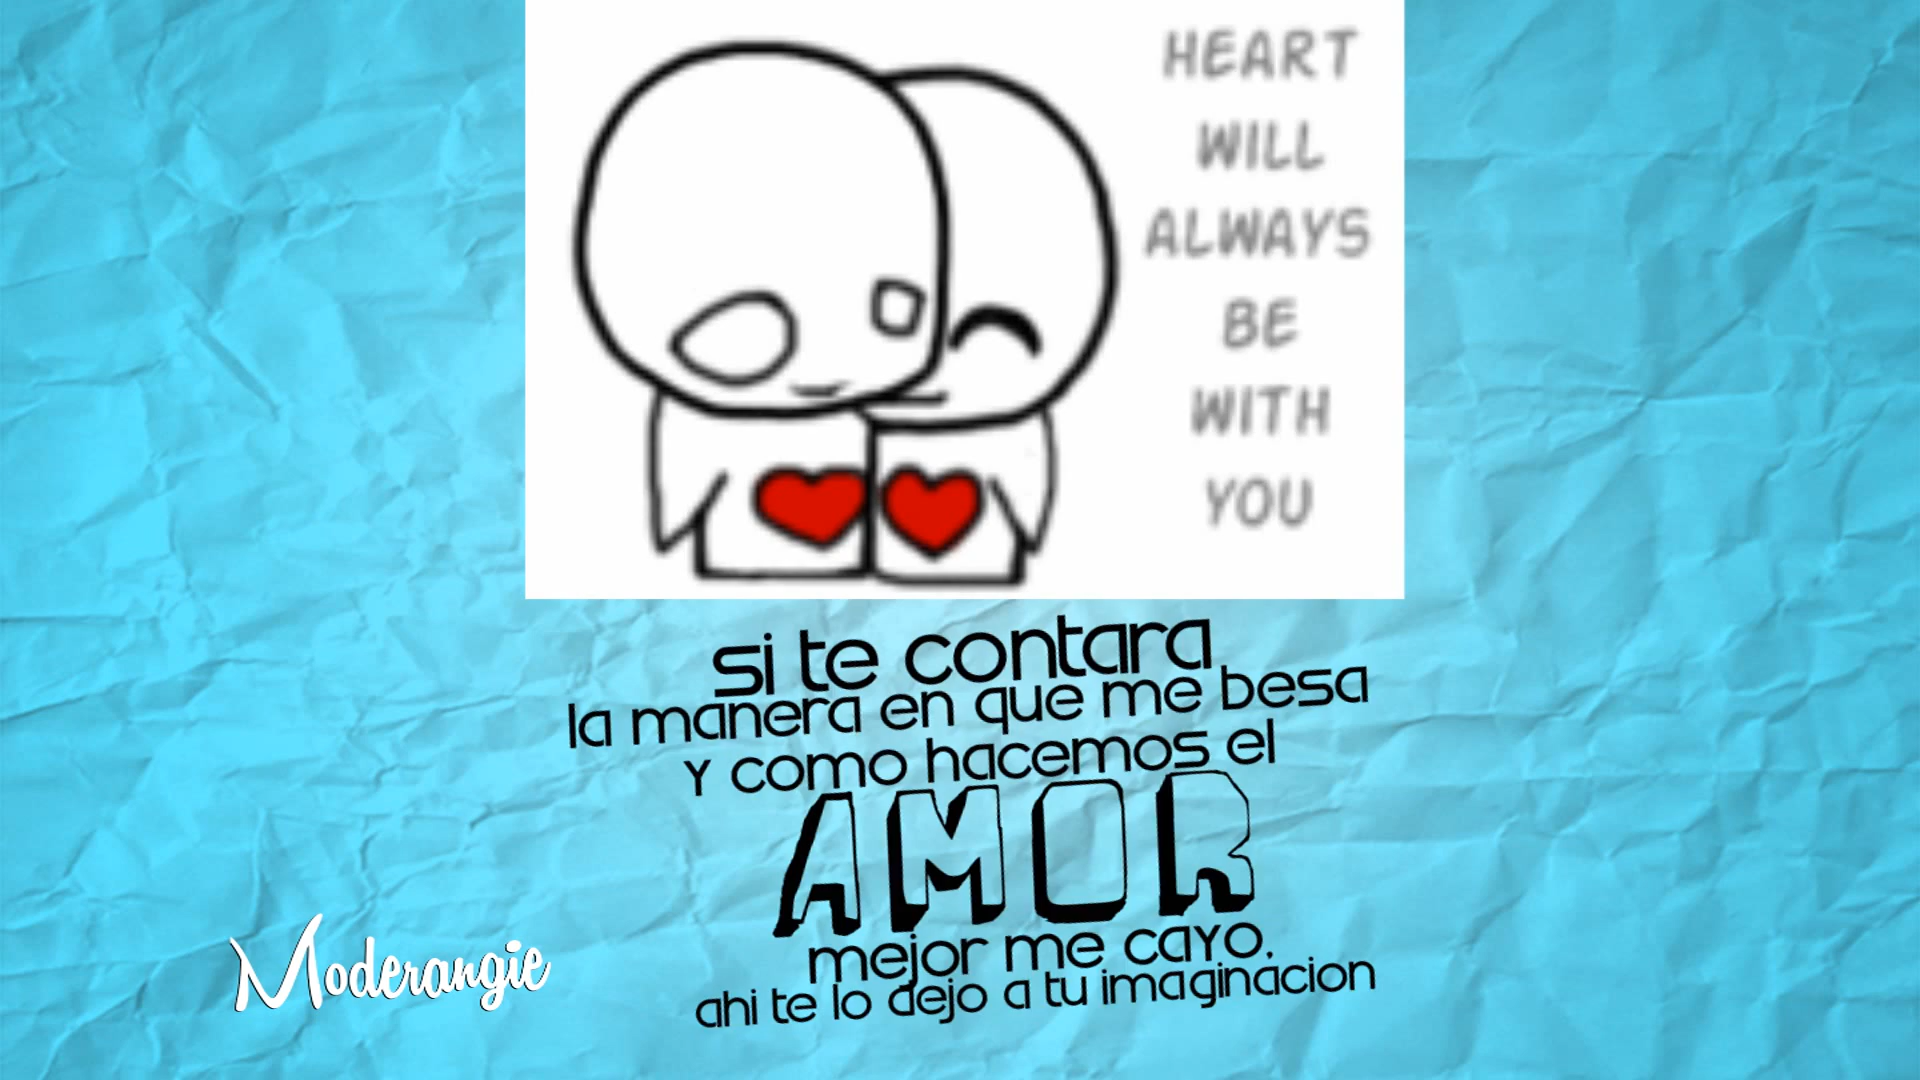 HEART
WILL
ALWAYS
BE
WITH
YOU
si te contara
la manera en que me besa
Y como hacemos el
AMOR
mejor me cayo.
ahi te lo dejo a tu imaginacion
Moderangie